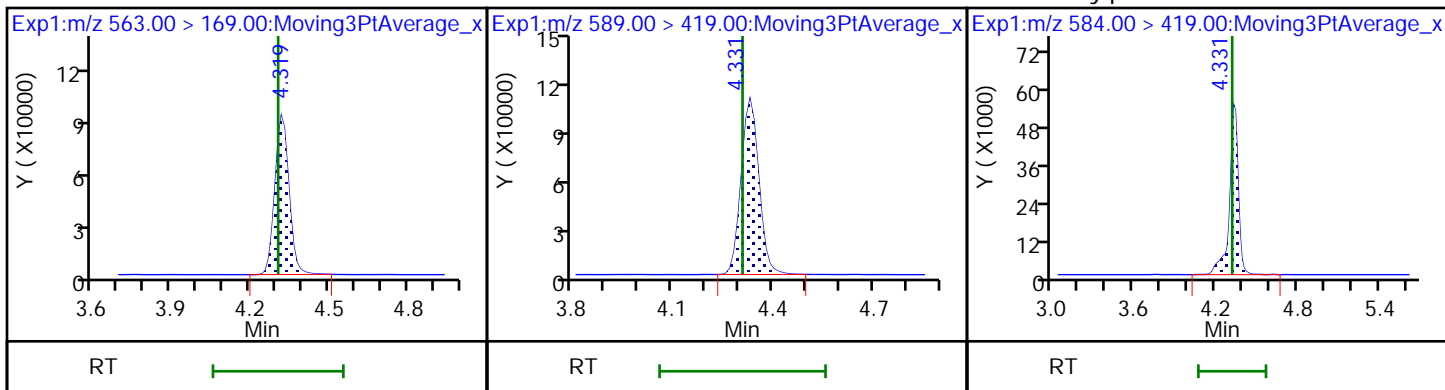 Exp1:m/z 563.00 > 169.00:Moving3PtAverage_x
4.319
Y ( X10000)
12
9
6
3
0
3.6 3.9 4.2 4.5 4.8
Min
RT
Exp1:m/z 589.00 > 419.00:Moving3PtAverage_x
4.331
Y ( X10000)
15
12
9
6
3
0
3.8 4.1 4.4 4.7
Min
RT
Exp1:m/z 584.00 > 419.00:Moving3PtAverage_x
4.331
Y ( X1000)
72
60
48
36
24
12
0
3.0 3.6 4.2 4.8 5.4
Min
RT